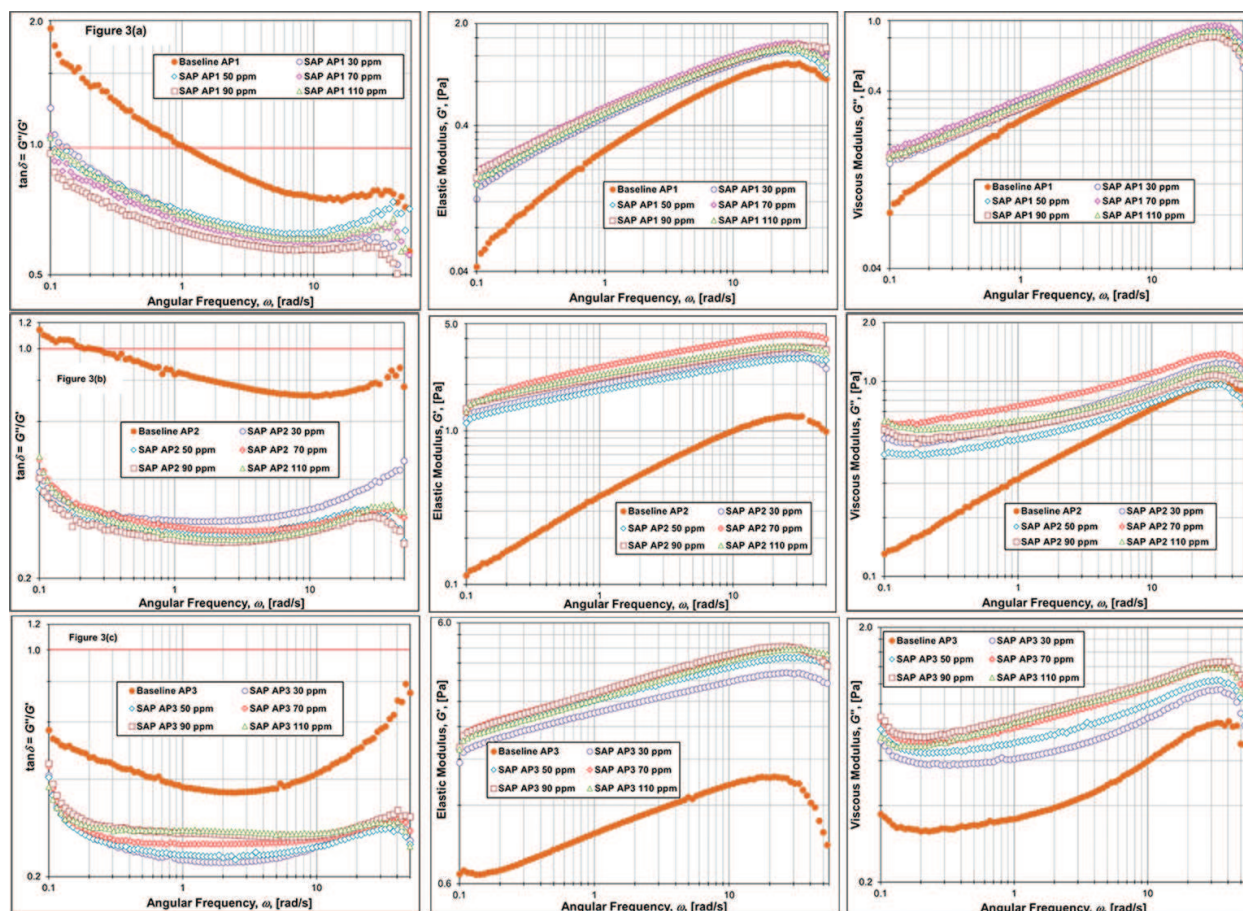 Figure 3(a)
2.0
1.0
0.5
tanδ = G''/G'
Baseline AP1
SAP AP1 30 ppm
SAP AP1 50 ppm
SAP AP1 70 ppm
SAP AP1 90 ppm
SAP AP1 110 ppm
0.1 1 10
Angular Frequency, ω, [rad/s]
2.0
0.4
0.04
Elastic Modulus, G', [Pa]
Baseline AP1
SAP AP1 30 ppm
SAP AP1 50 ppm
SAP AP1 70 ppm
SAP AP1 90 ppm
SAP AP1 110 ppm
0.1 1 10
Angular Frequency, ω, [rad/s]
1.0
0.4
0.04
Viscous Modulus, G'', [Pa]
Baseline AP1
SAP AP1 30 ppm
SAP AP1 50 ppm
SAP AP1 70 ppm
SAP AP1 90 ppm
SAP AP1 110 ppm
0.1 1 10
Angular Frequency, ω, [rad/s]
Figure 3(b)
1.2
1.0
0.2
tanδ = G''/G'
Baseline AP2
SAP AP2 30 ppm
SAP AP2 50 ppm
SAP AP2 70 ppm
SAP AP2 90 ppm
SAP AP2 110 ppm
0.1 1 10
Angular Frequency, ω, [rad/s]
5.0
1.0
0.1
Elastic Modulus, G', [Pa]
Baseline AP2
SAP AP2 30 ppm
SAP AP2 50 ppm
SAP AP2 70 ppm
SAP AP2 90 ppm
SAP AP2 110 ppm
0.1 1 10
Angular Frequency, ω, [rad/s]
2.0
1.0
0.1
Viscous Modulus, G'', [Pa]
Baseline AP2
SAP AP2 30 ppm
SAP AP2 50 ppm
SAP AP2 70 ppm
SAP AP2 90 ppm
SAP AP2 110 ppm
0.1 1 10
Angular Frequency, ω, [rad/s]
Figure 3(c)
1.2
1.0
0.2
tanδ = G''/G'
Baseline AP3
SAP AP3 30 ppm
SAP AP3 50 ppm
SAP AP3 70 ppm
SAP AP3 90 ppm
SAP AP3 110 ppm
0.1 1 10
Angular Frequency, ω, [rad/s]
6.0
0.6
Elastic Modulus, G', [Pa]
Baseline AP3
SAP AP3 30 ppm
SAP AP3 50 ppm
SAP AP3 70 ppm
SAP AP3 90 ppm
SAP AP3 110 ppm
0.1 1 10
Angular Frequency, ω, [rad/s]
2.0
0.2
Viscous Modulus, G'', [Pa]
Baseline AP3
SAP AP3 30 ppm
SAP AP3 50 ppm
SAP AP3 70 ppm
SAP AP3 90 ppm
SAP AP3 110 ppm
0.1 1 10
Angular Frequency, ω, [rad/s]